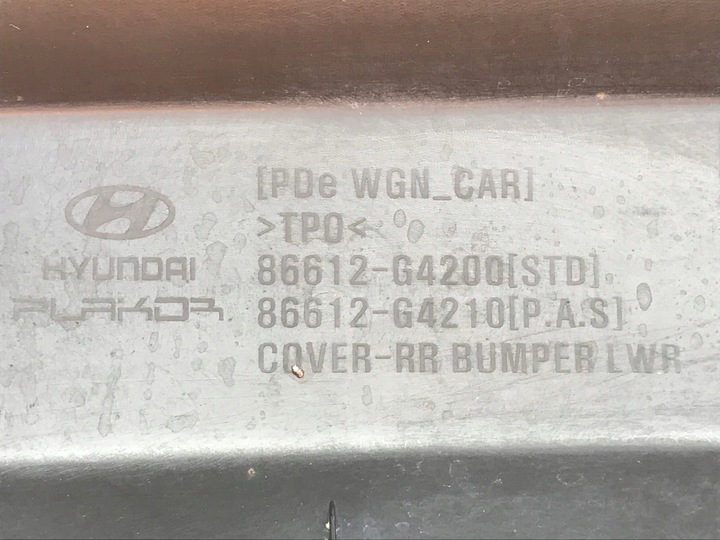 [PDe WGN_CAR]
>TPO<
86612-G4200[STD]
86612-G4210[P.A.S]
COVER-RR BUMPER LWR
HYUNDAI
PLAKOR